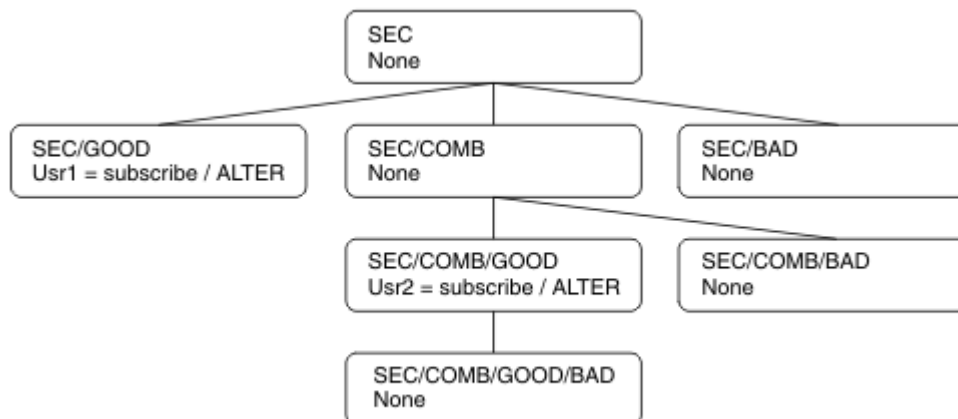 SEC
None
SEC/GOOD
Usr1 = subscribe / ALTER
SEC/COMB
None
SEC/BAD
None
SEC/COMB/GOOD
Usr2 = subscribe / ALTER
SEC/COMB/BAD
None
SEC/COMB/GOOD/BAD
None